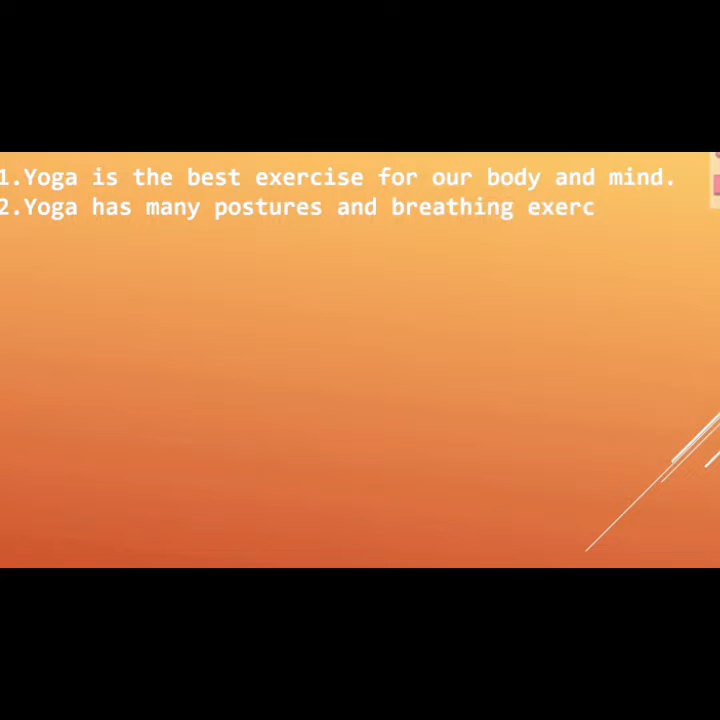 1.Yoga is the best exercise for our body and mind.
2.Yoga has many postures and breathing exerc